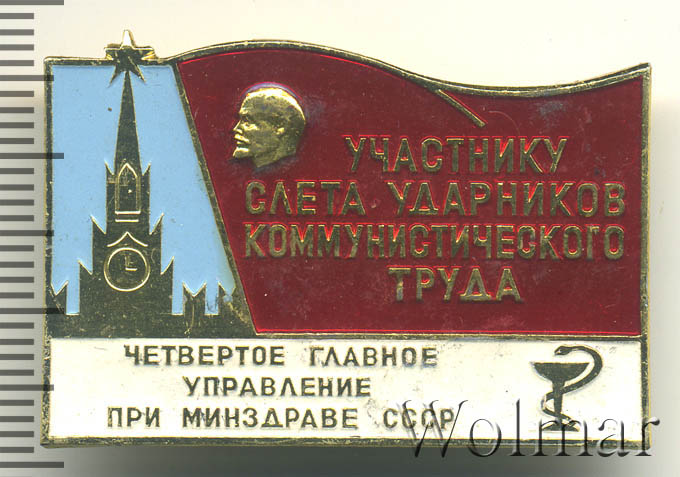 УЧАСТНИКУ
СЛЕТА УДАРНИКОВ
КОММУНИСТИЧЕСКОГО
ТРУДА
ЧЕТВЕРТОЕ ГЛАВНОЕ
УПРАВЛЕНИЕ
ПРИ МИНЗДРАВЕ СССР
Wolmar